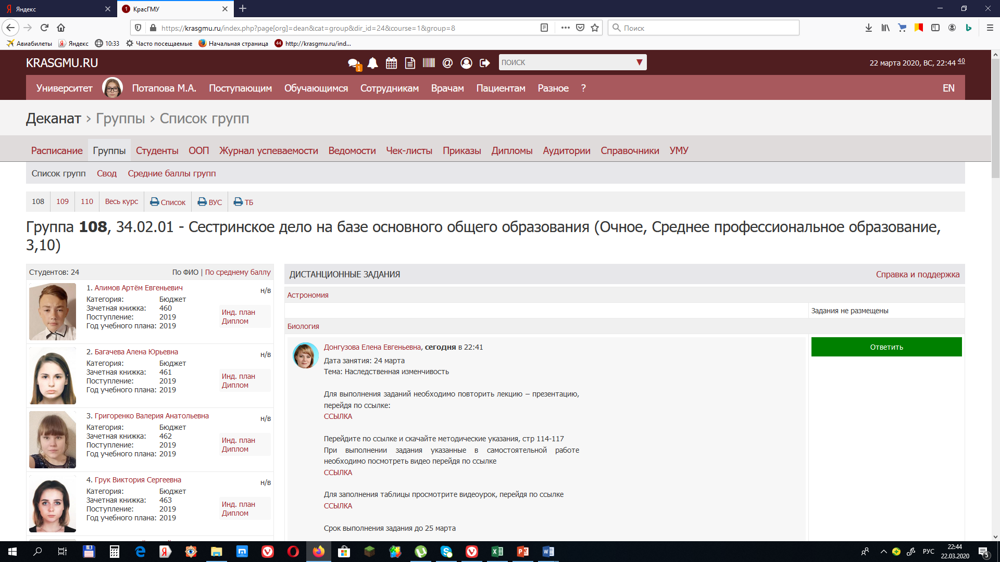 Яндекс
1 КрасГМУ
https://krasgmu.ru/index.php?page[org]=dean&cat=group&dir_id=24&course=1&group=8
Поиск
Авиабилеты Яндекс 10:33 Часто посещаемые Начальная страница 44 http://krasgmu.ru/ind...
KRASGMU.RU 1 ПОИСК 22 марта 2020, ВС, 22:44 40
Университет Потапова М.А. Поступающим Обучающимся Сотрудникам Врачам Пациентам Разное ? EN
Деканат › Группы › Список групп
Расписание Группы Студенты ООП Журнал успеваемости Ведомости Чек-листы Приказы Дипломы Аудитории Справочники УМУ
Список групп Свод Средние баллы групп
108 109 110 Весь курс Список ВУС ТБ
Группа 108, 34.02.01 - Сестринское дело на базе основного общего образования (Очное, Среднее профессиональное образование,
3,10)
Студентов: 24 По ФИО | По среднему баллу
1. Алимов Артём Евгеньевич н/в
Категория: Бюджет
Зачетная книжка: 460
Поступление: 2019
Год учебного плана: 2019
Инд. план
Диплом
2. Багачева Алена Юрьевна н/в
Категория: Бюджет
Зачетная книжка: 461
Поступление: 2019
Год учебного плана: 2019
Инд. план
Диплом
3. Григоренко Валерия Анатольевна н/в
Категория: Бюджет
Зачетная книжка: 462
Поступление: 2019
Год учебного плана: 2019
Инд. план
Диплом
4. Грук Виктория Сергеевна н/в
Категория: Бюджет
Зачетная книжка: 463
Поступление: 2019
Год учебного плана: 2019
Инд. план
Диплом
ДИСТАНЦИОННЫЕ ЗАДАНИЯ Справка и поддержка
Астрономия
Задания не размещены
Биология
Донгузова Елена Евгеньевна, сегодня в 22:41
Ответить
Дата занятия: 24 марта
Тема: Наследственная изменчивость
Для выполнения заданий необходимо повторить лекцию – презентацию,
перейдя по ссылке:
ССЫЛКА
Перейдите по ссылке и скачайте методические указания, стр 114-117
При выполнении задания указанные в самостоятельной работе
необходимо посмотреть видео перейдя по ссылке
ССЫЛКА
Для заполнения таблицы просмотрите видеоурок, перейдя по ссылке
ССЫЛКА
Срок выполнения задания до 25 марта
РУС
22:44
22.03.2020
5